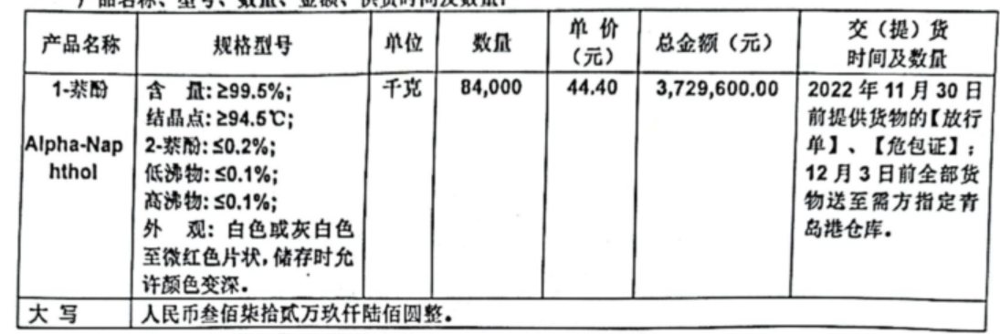 产品名称、型号、数量、金额、供货时间及数量:
产品名称 规格型号 单位 数量 单 价 (元) 总金额(元) 交(提)货 时间及数量
1-萘酚
Alpha-Nap
hthol
含 量:≥99.5%;
结晶点:≥94.5℃;
2-萘酚:≤0.2%;
低沸物:≤0.1%;
高沸物:≤0.1%;
外 观: 白色或灰白色
至微红色片状,储存时允
许颜色变深。
千克
84,000
44.40
3,729,600.00
2022 年 11 月 30 日
前提供货物的【放行
单】、【危包证】;
12 月 3 日前全部货
物送至需方指定青
岛港仓库。
大 写 人民币叁佰柒拾贰万玖仟陆佰圆整。